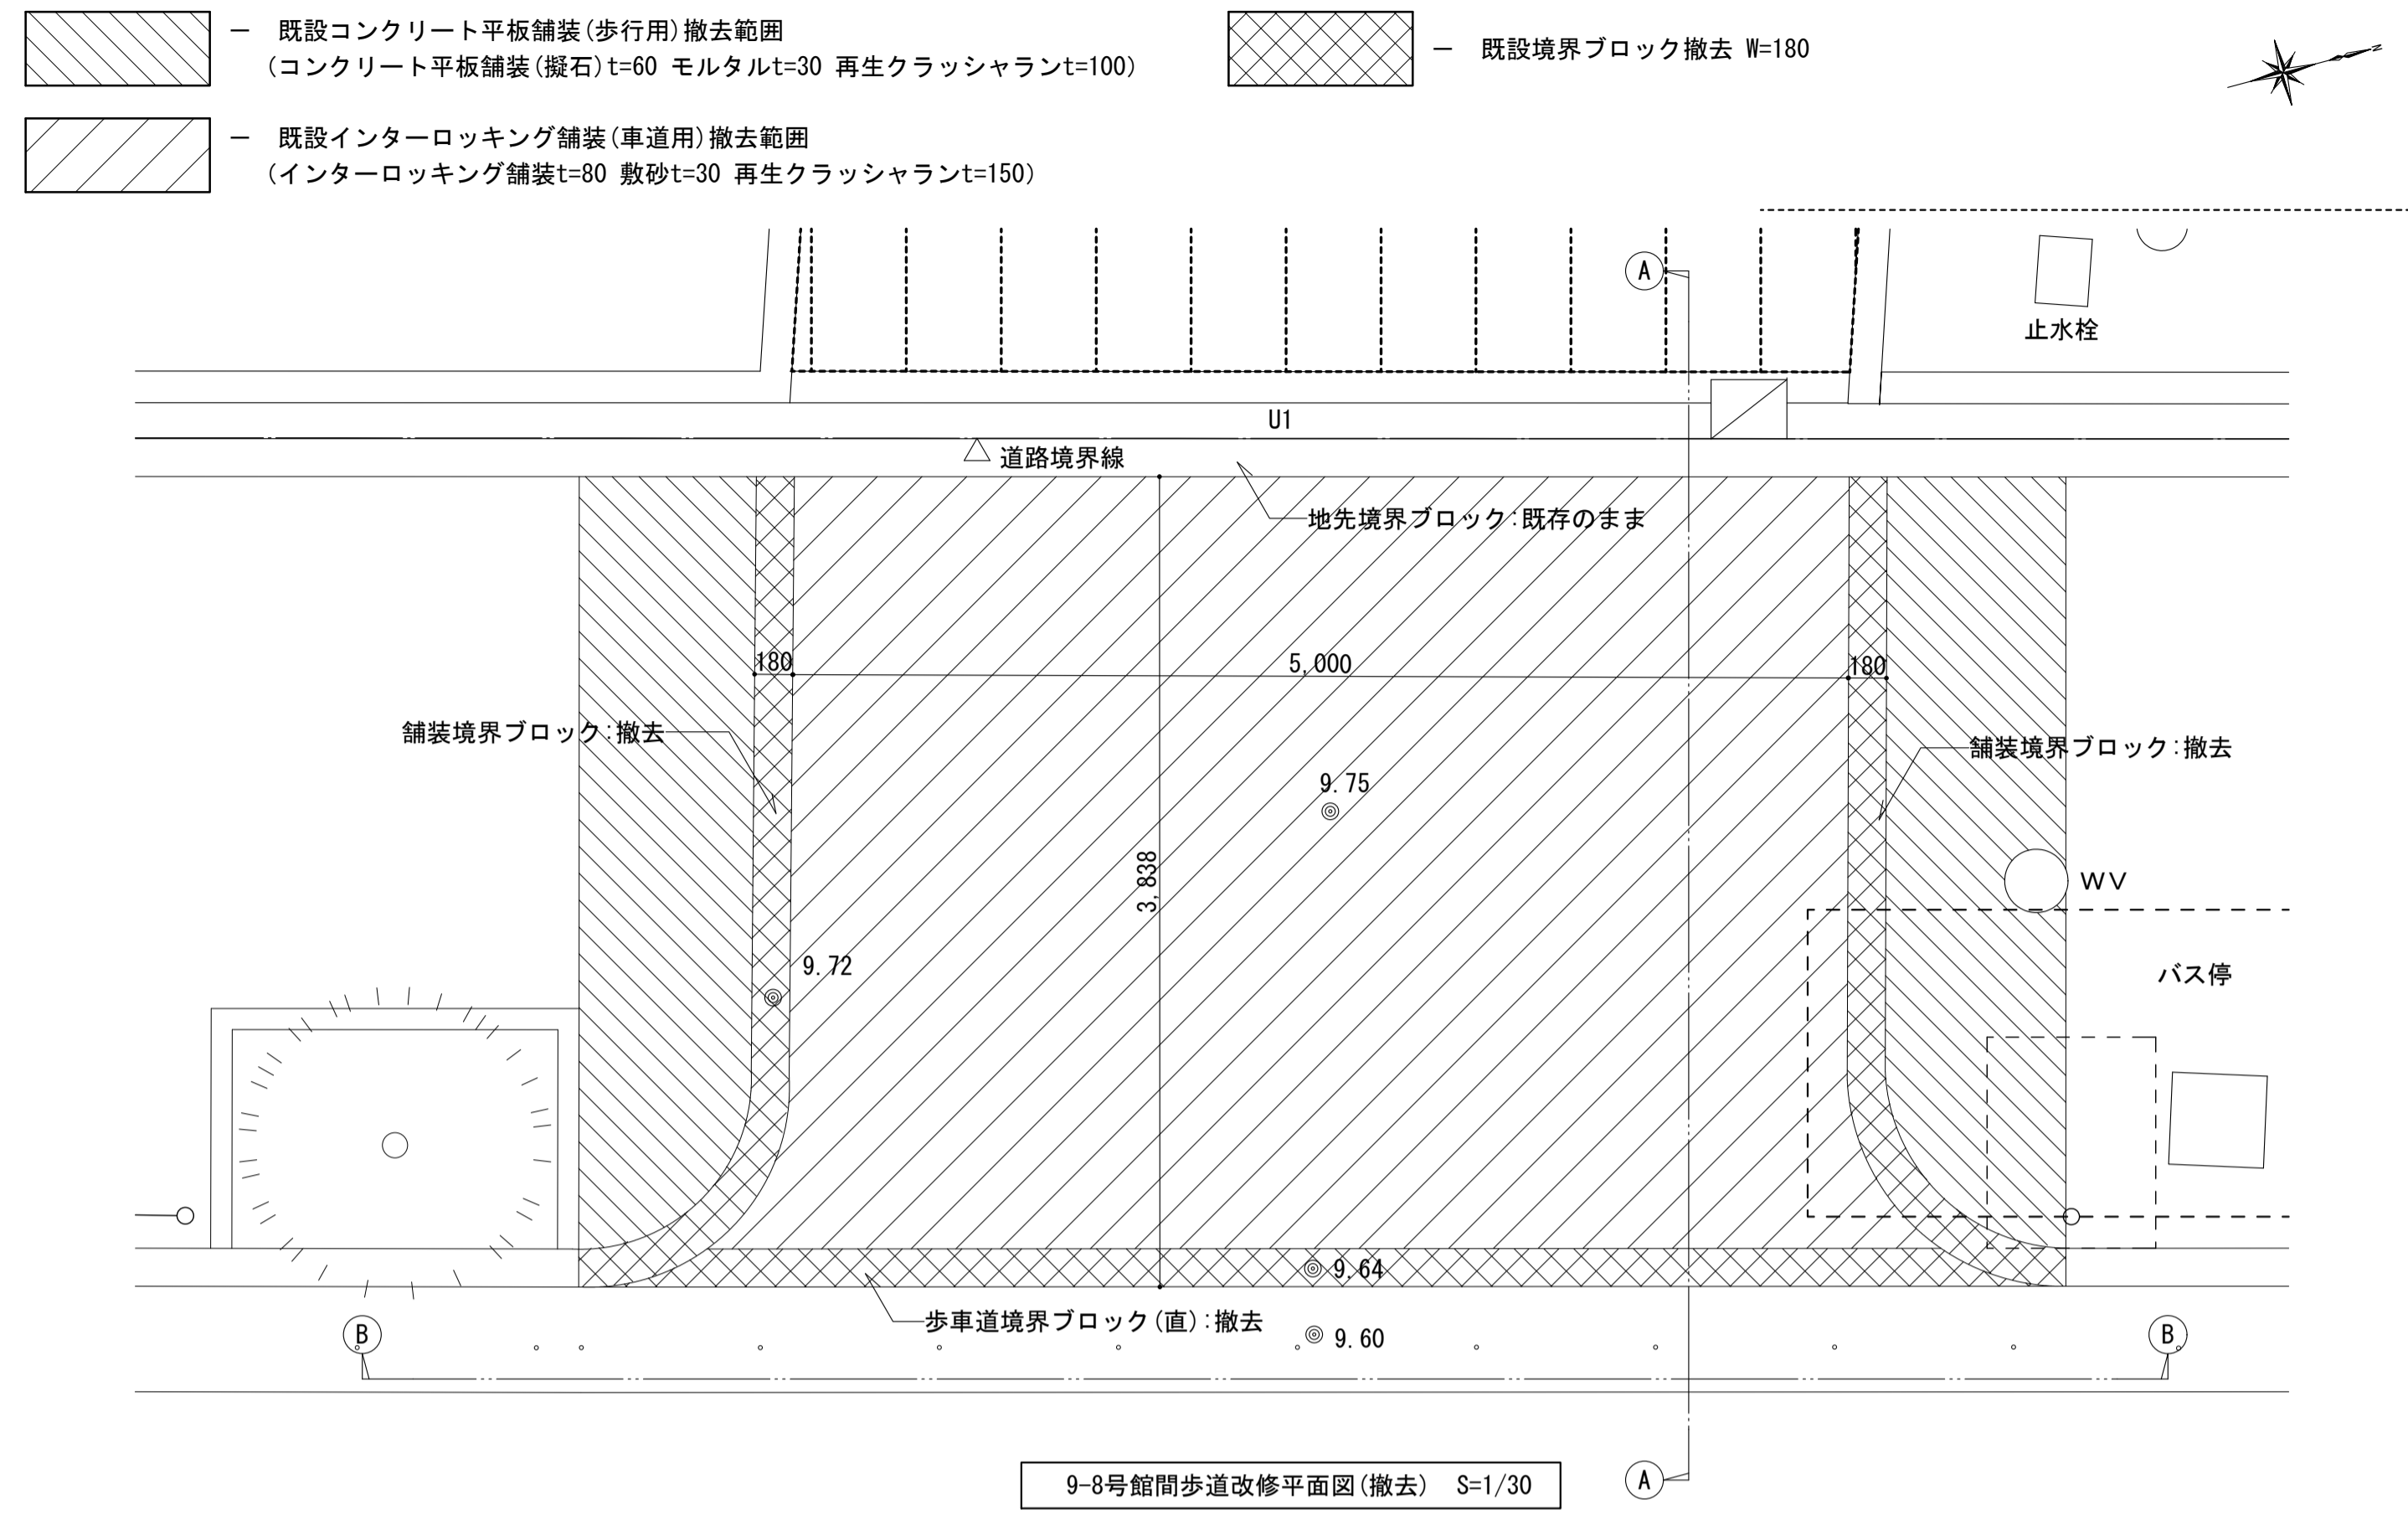 ― 既設コンクリート平板舗装(歩行用)撤去範囲
(コンクリート平板舗装(擬石)t=60 モルタルt=30 再生クラッシャランt=100)
― 既設境界ブロック撤去 W=180
N
― 既設インターロッキング舗装(車道用)撤去範囲
(インターロッキング舗装t=80 敷砂t=30 再生クラッシャランt=150)
A
止水栓
U1
道路境界線
地先境界ブロック:既存のまま
180
5,000
180
舗装境界ブロック:撤去
舗装境界ブロック:撤去
9.75
3,838
WV
9.72
バス停
9.64
歩車道境界ブロック(直):撤去
9.60
B
B
9-8号館間歩道改修平面図(撤去) S=1/30
A